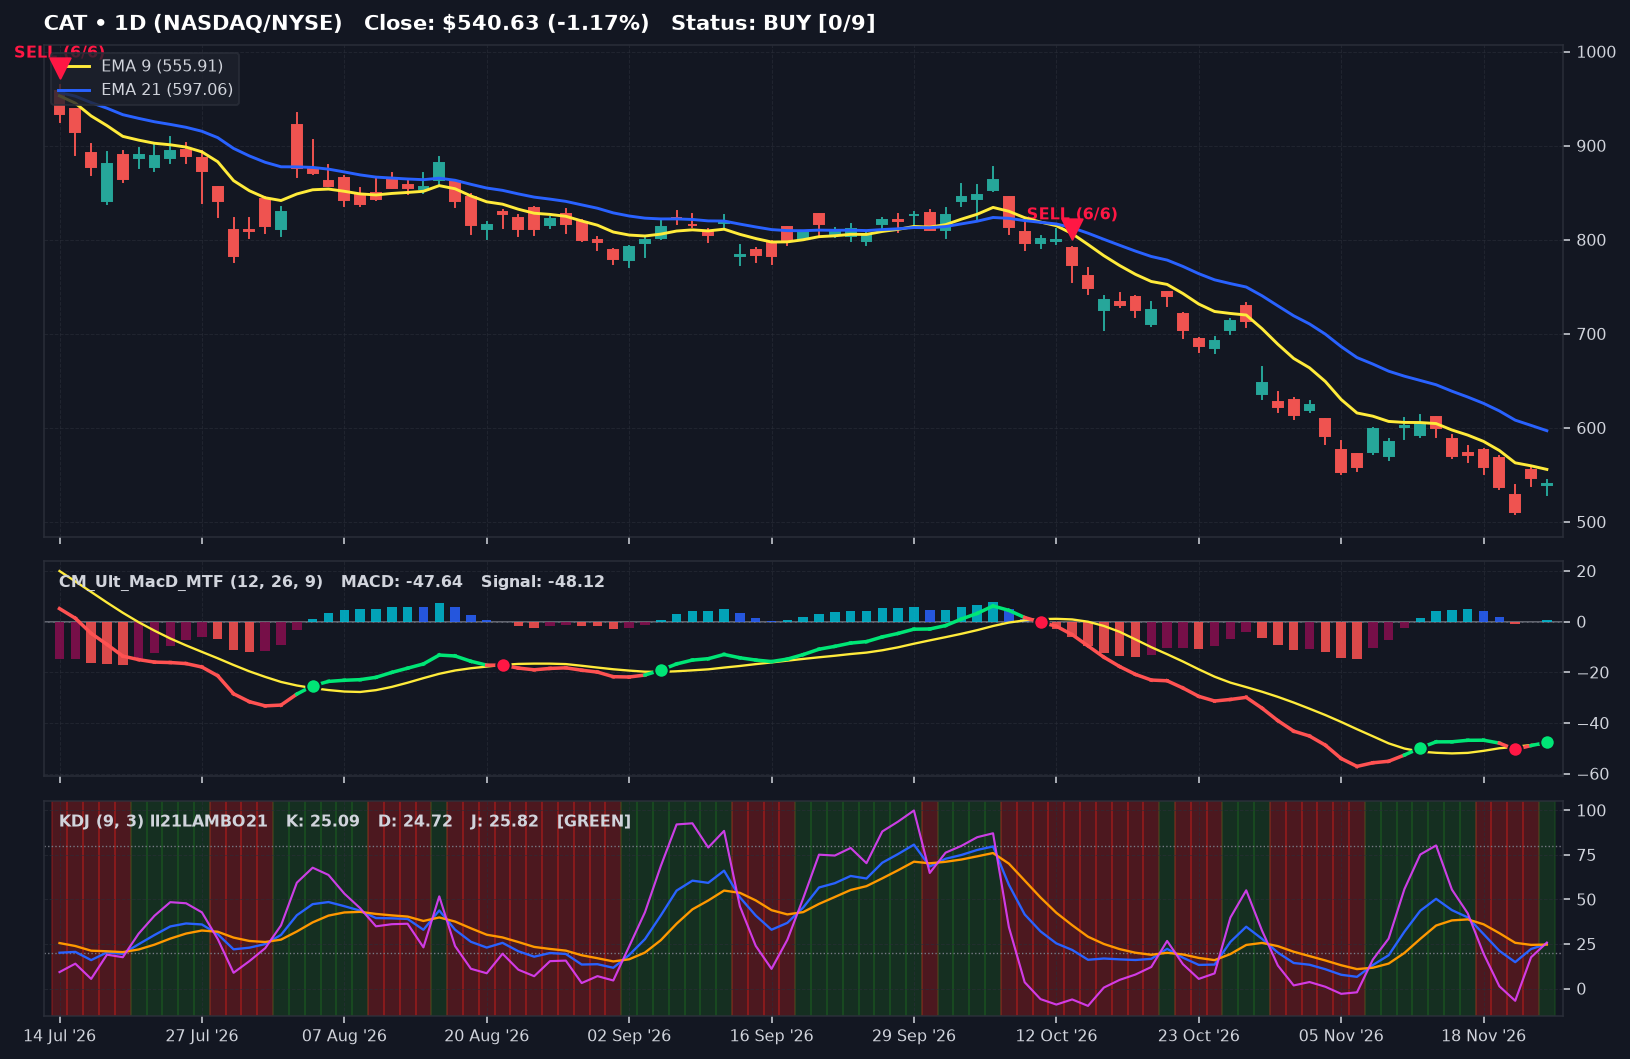 CAT • 1D (NASDAQ/NYSE)   Close: $540.63 (-1.17%)   Status: BUY [0/9]
SELL (6/6)
EMA 9 (555.91)
EMA 21 (597.06)
SELL (6/6)
1000
900
800
700
600
500
CM_Ult_MacD_MTF (12, 26, 9)   MACD: -47.64   Signal: -48.12
20
0
−20
−40
−60
KDJ (9, 3) II21LAMBO21   K: 25.09   D: 24.72   J: 25.82   [GREEN]
100
75
50
25
0
14 Jul '26   27 Jul '26   07 Aug '26   20 Aug '26   02 Sep '26   16 Sep '26   29 Sep '26   12 Oct '26   23 Oct '26   05 Nov '26   18 Nov '26